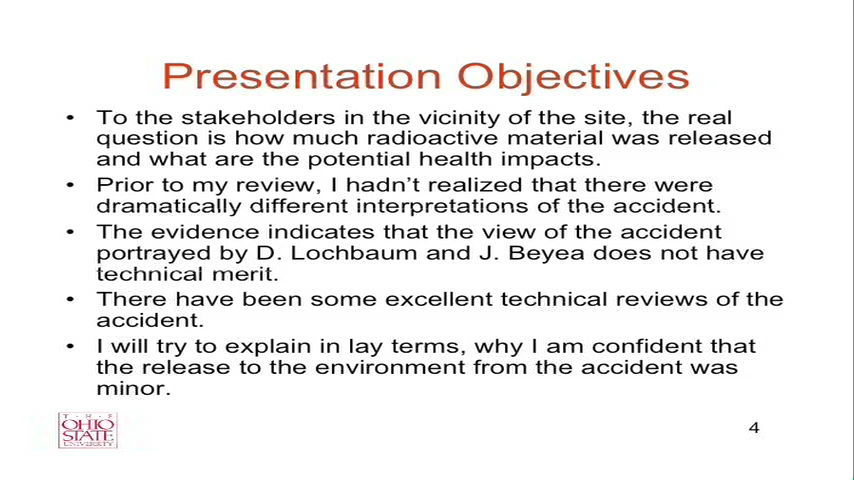 Presentation Objectives
• To the stakeholders in the vicinity of the site, the real
question is how much radioactive material was released
and what are the potential health impacts.
• Prior to my review, I hadn't realized that there were
dramatically different interpretations of the accident.
• The evidence indicates that the view of the accident
portrayed by D. Lochbaum and J. Beyea does not have
technical merit.
• There have been some excellent technical reviews of the
accident.
• I will try to explain in lay terms, why I am confident that
the release to the environment from the accident was
minor.
T · H · E
OHIO
STATE
UNIVERSITY
4